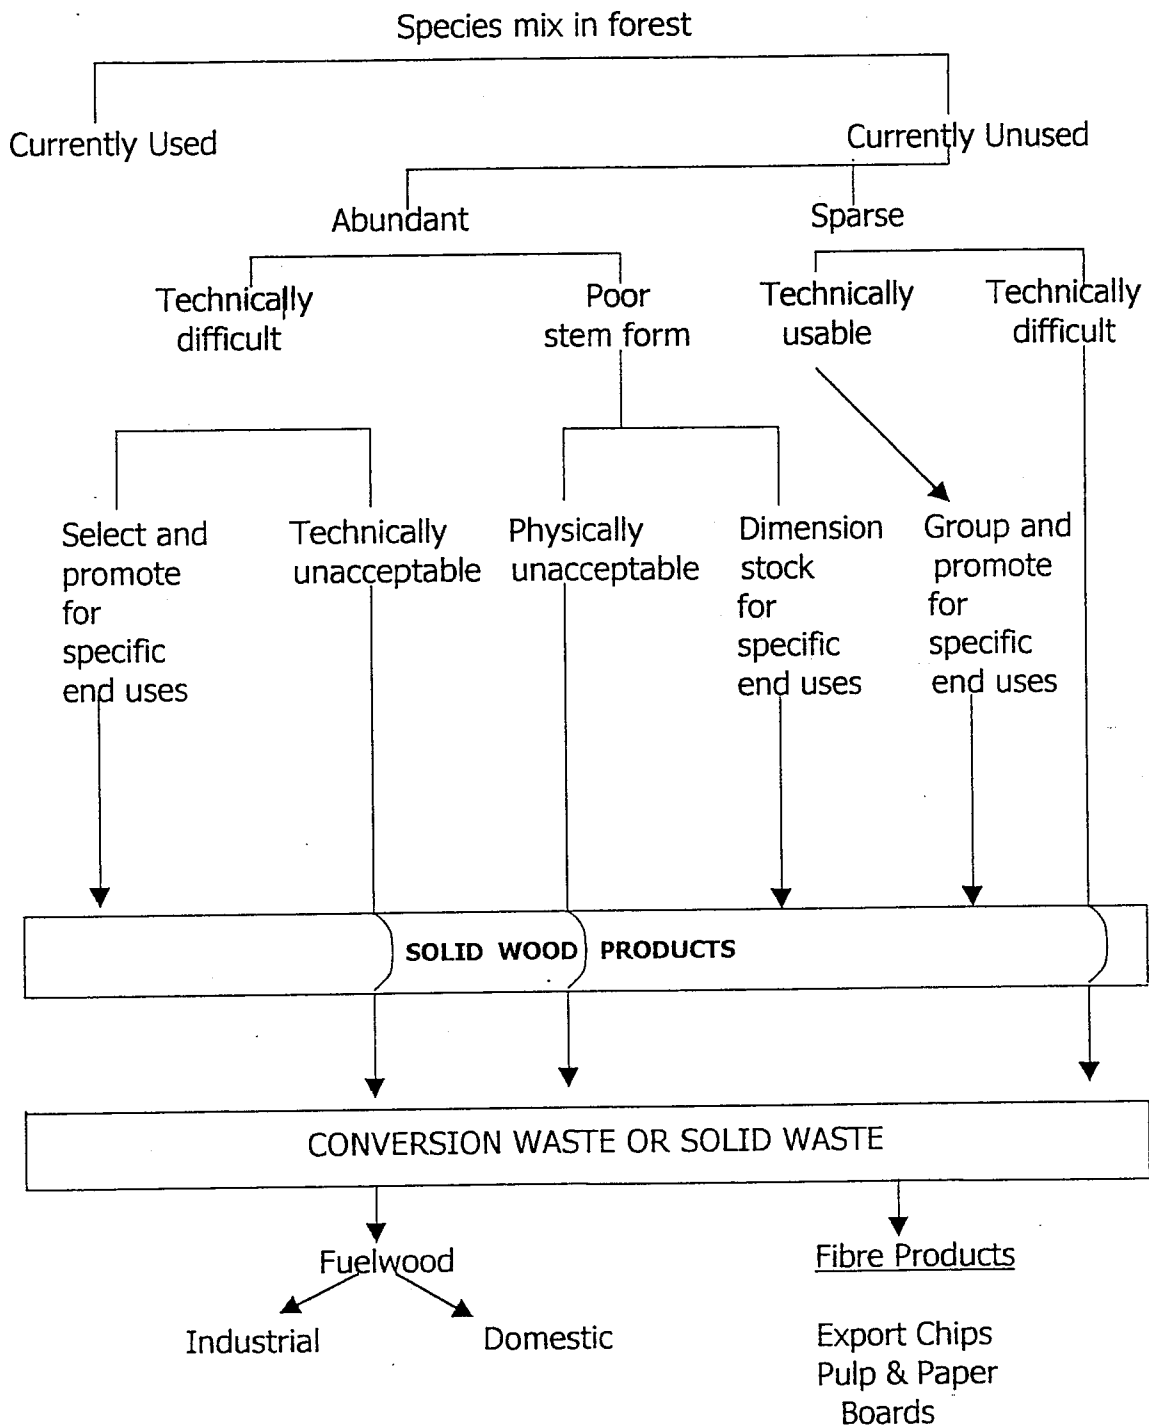 Species mix in forest
Currently Used
Currently Unused
Abundant
Sparse
Technically
difficult
Poor
stem form
Technically
usable
Technically
difficult
Select and
promote
for
specific
end uses
Technically
unacceptable
Physically
unacceptable
Dimension
stock
for
specific
end uses
Group and
promote
for
specific
end uses
SOLID WOOD PRODUCTS
CONVERSION WASTE OR SOLID WASTE
Fuelwood
Industrial
Domestic
Fibre Products
Export Chips
Pulp & Paper
Boards